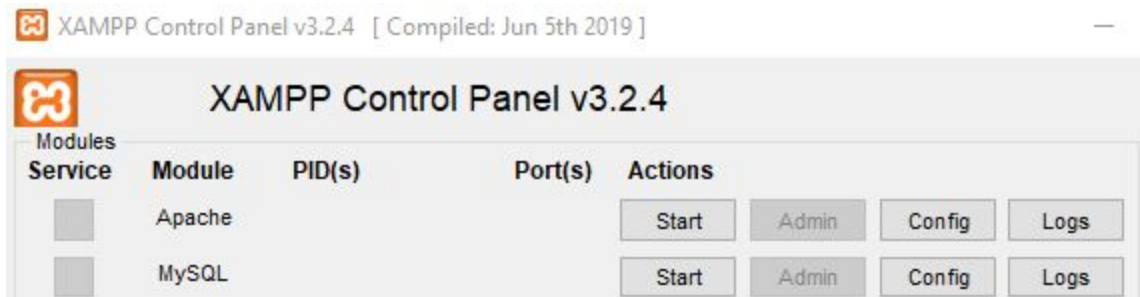 XAMPP Control Panel v3.2.4 [ Compiled: Jun 5th 2019 ]
XAMPP Control Panel v3.2.4
Modules
Service Module PID(s) Port(s) Actions
Apache Start Admin Config Logs
MySQL Start Admin Config Logs